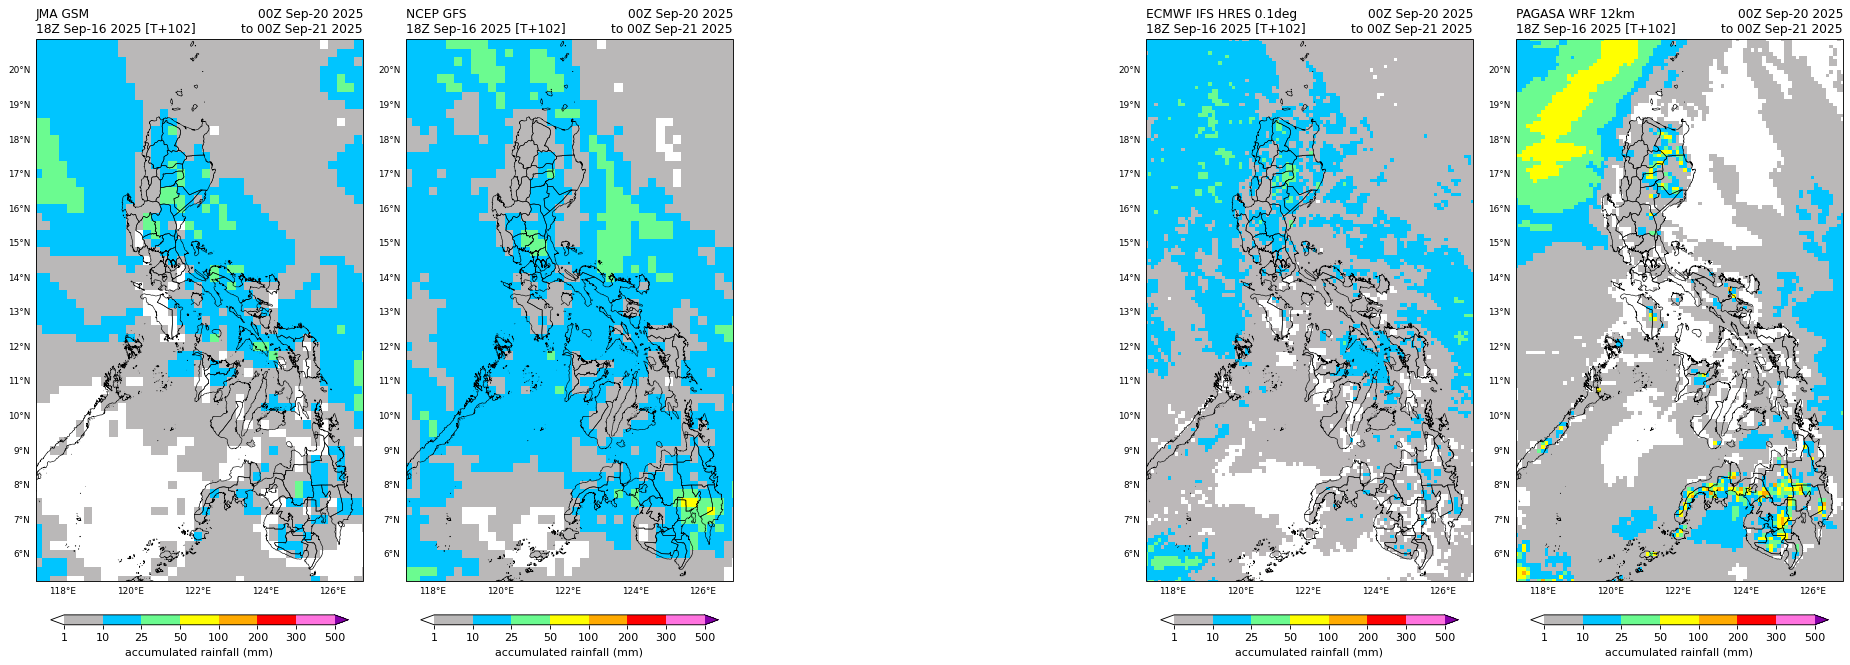 JMA GSM 00Z Sep-20 2025
18Z Sep-16 2025 [T+102] to 00Z Sep-21 2025
20°N
19°N
18°N
17°N
16°N
15°N
14°N
13°N
12°N
11°N
10°N
9°N
8°N
7°N
6°N
118°E 120°E 122°E 124°E 126°E
1 10 25 50 100 200 300 500
accumulated rainfall (mm)
NCEP GFS 00Z Sep-20 2025
18Z Sep-16 2025 [T+102] to 00Z Sep-21 2025
20°N
19°N
18°N
17°N
16°N
15°N
14°N
13°N
12°N
11°N
10°N
9°N
8°N
7°N
6°N
118°E 120°E 122°E 124°E 126°E
1 10 25 50 100 200 300 500
accumulated rainfall (mm)
ECMWF IFS HRES 0.1deg 00Z Sep-20 2025
18Z Sep-16 2025 [T+102] to 00Z Sep-21 2025
20°N
19°N
18°N
17°N
16°N
15°N
14°N
13°N
12°N
11°N
10°N
9°N
8°N
7°N
6°N
118°E 120°E 122°E 124°E 126°E
1 10 25 50 100 200 300 500
accumulated rainfall (mm)
PAGASA WRF 12km 00Z Sep-20 2025
18Z Sep-16 2025 [T+102] to 00Z Sep-21 2025
20°N
19°N
18°N
17°N
16°N
15°N
14°N
13°N
12°N
11°N
10°N
9°N
8°N
7°N
6°N
118°E 120°E 122°E 124°E 126°E
1 10 25 50 100 200 300 500
accumulated rainfall (mm)